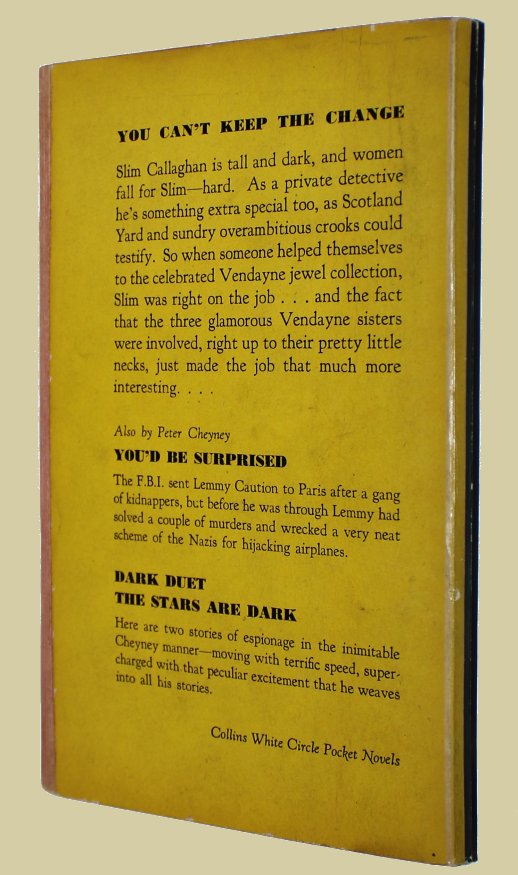 YOU CAN'T KEEP THE CHANGE
Slim Callaghan is tall and dark, and women
fall for Slim—hard. As a private detective
he's something extra special too, as Scotland
Yard and sundry overambitious crooks could
testify. So when someone helped themselves
to the celebrated Vendayne jewel collection,
Slim was right on the job . . . and the fact
that the three glamorous Vendayne sisters
were involved, right up to their pretty little
necks, just made the job that much more
interesting. . . .
Also by Peter Cheyney
YOU'D BE SURPRISED
The F.B.I. sent Lemmy Caution to Paris after a gang
of kidnappers, but before he was through Lemmy had
solved a couple of murders and wrecked a very neat
scheme of the Nazis for hijacking airplanes.
DARK DUET
THE STARS ARE DARK
Here are two stories of espionage in the inimitable
Cheyney manner—moving with terrific speed, super-
charged with that peculiar excitement that he weaves
into all his stories.
Collins White Circle Pocket Novels